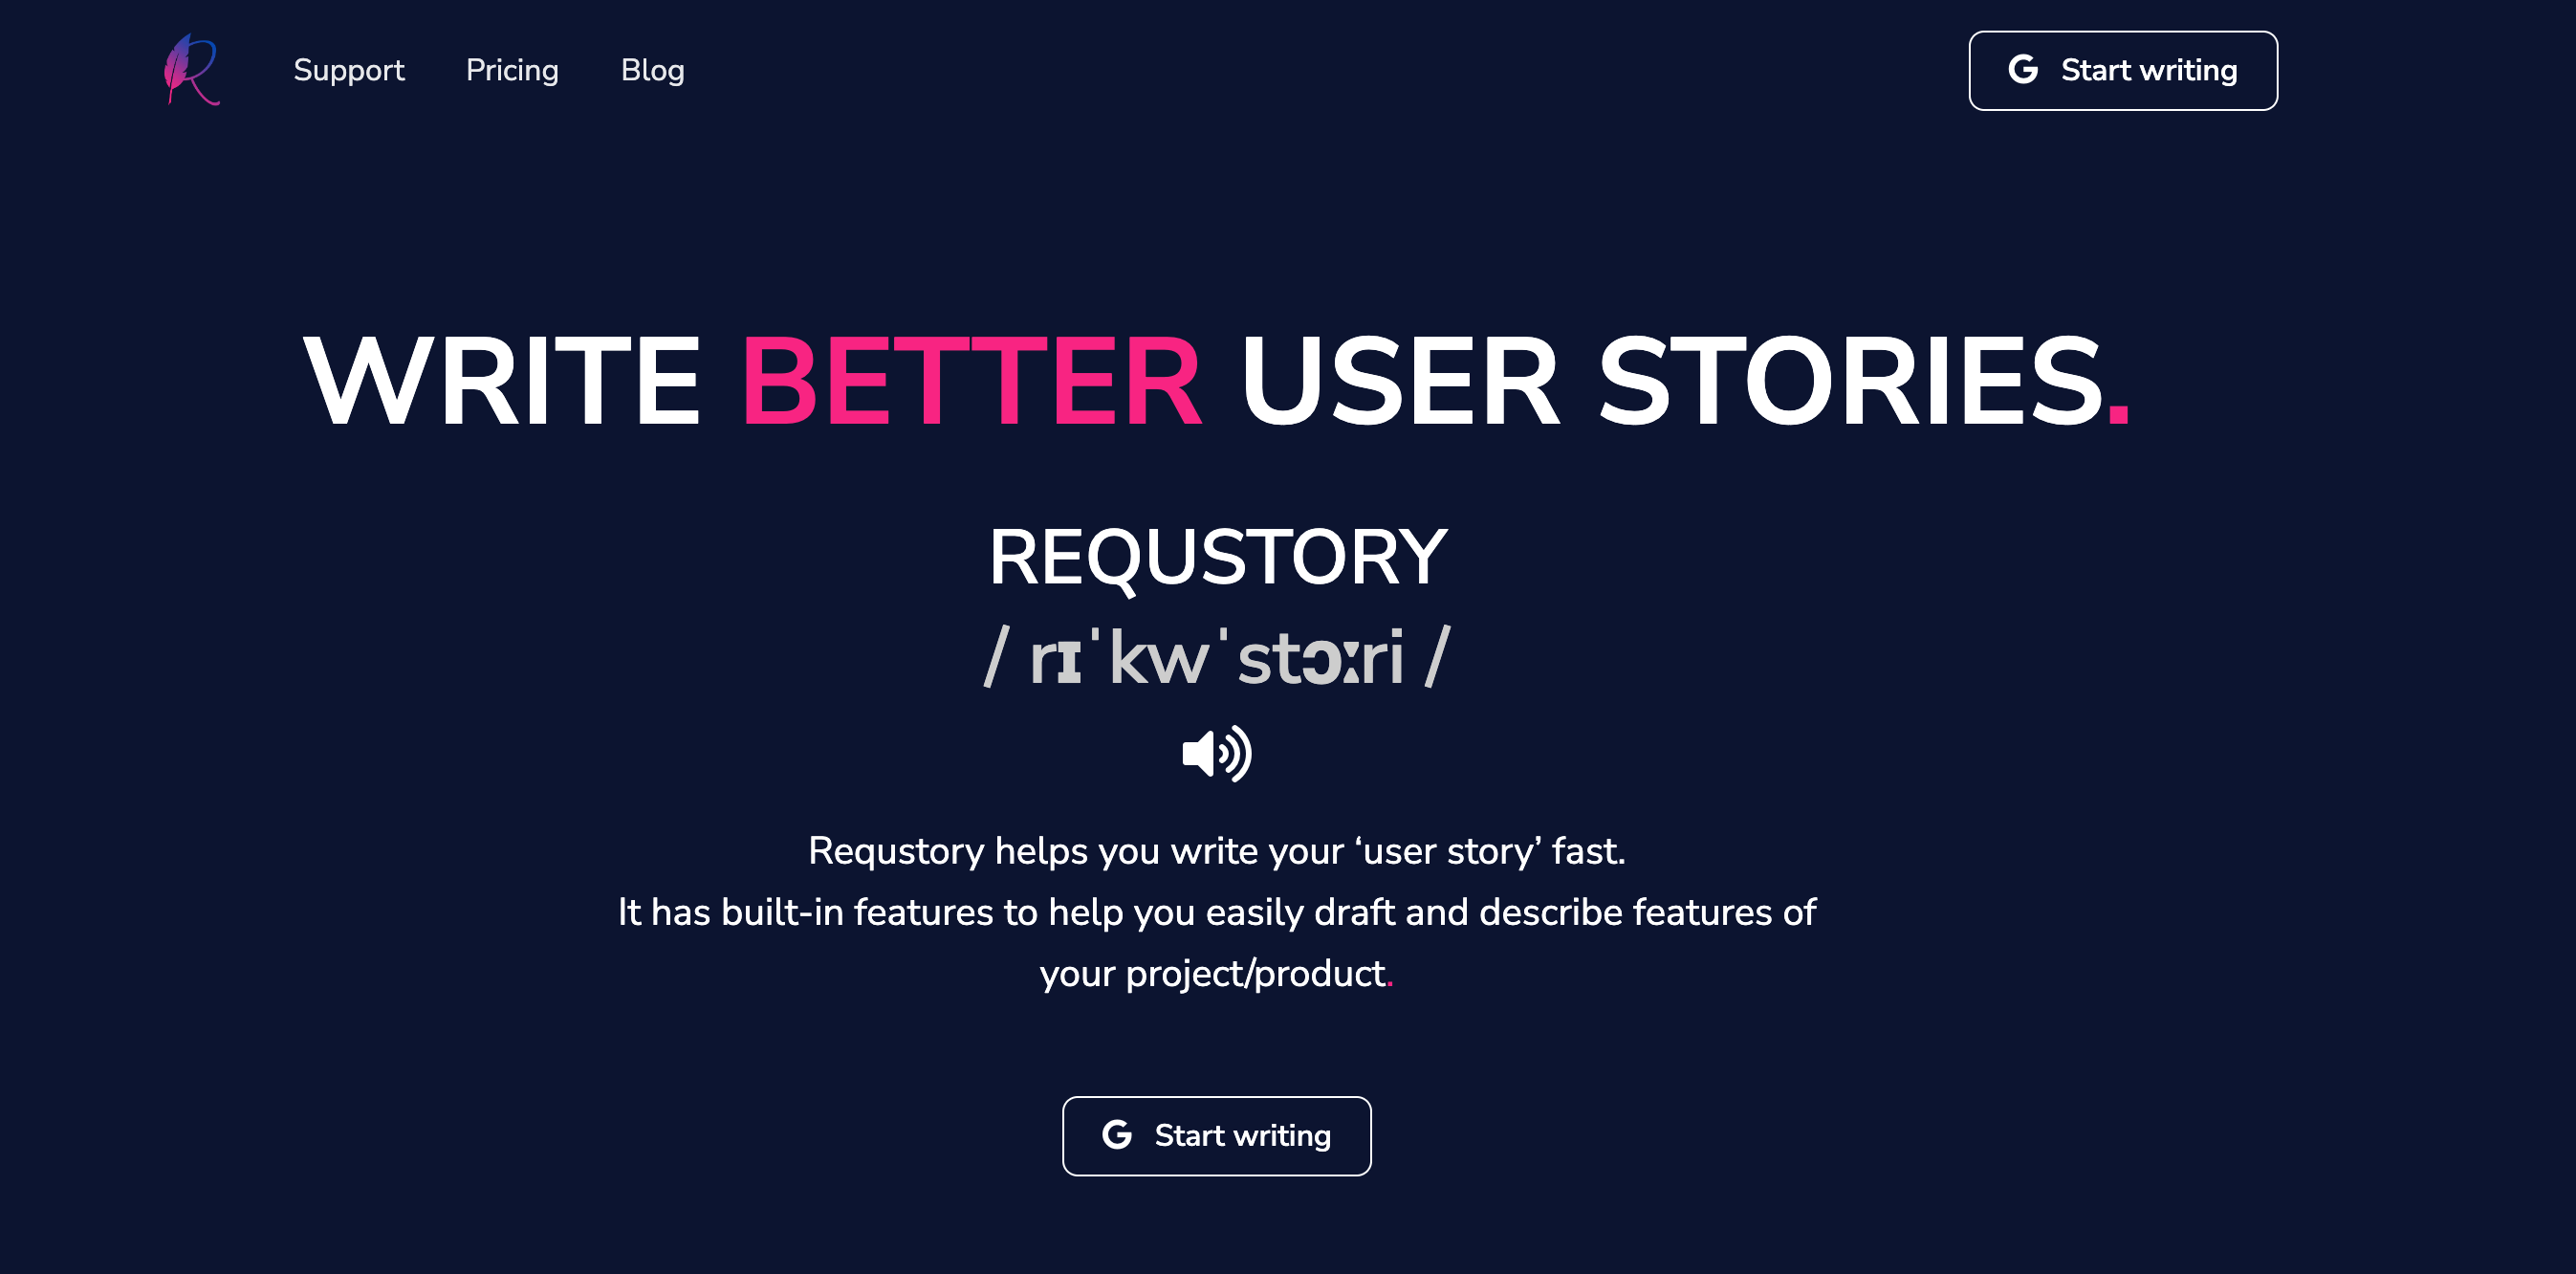 Support Pricing Blog Start writing
WRITE BETTER USER STORIES.
REQUSTORY
/ rɪˈkwˈstɔːri /
Requstory helps you write your ‘user story’ fast.
It has built-in features to help you easily draft and describe features of
your project/product.
Start writing